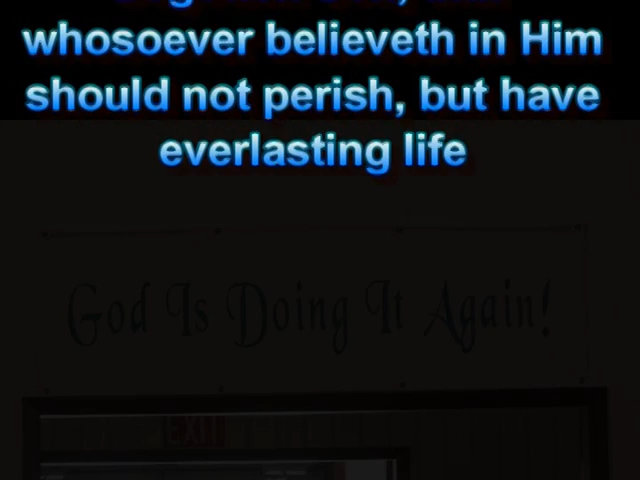 whosoever believeth in Him
should not perish, but have
everlasting life
God Is Doing It Again!
EXIT